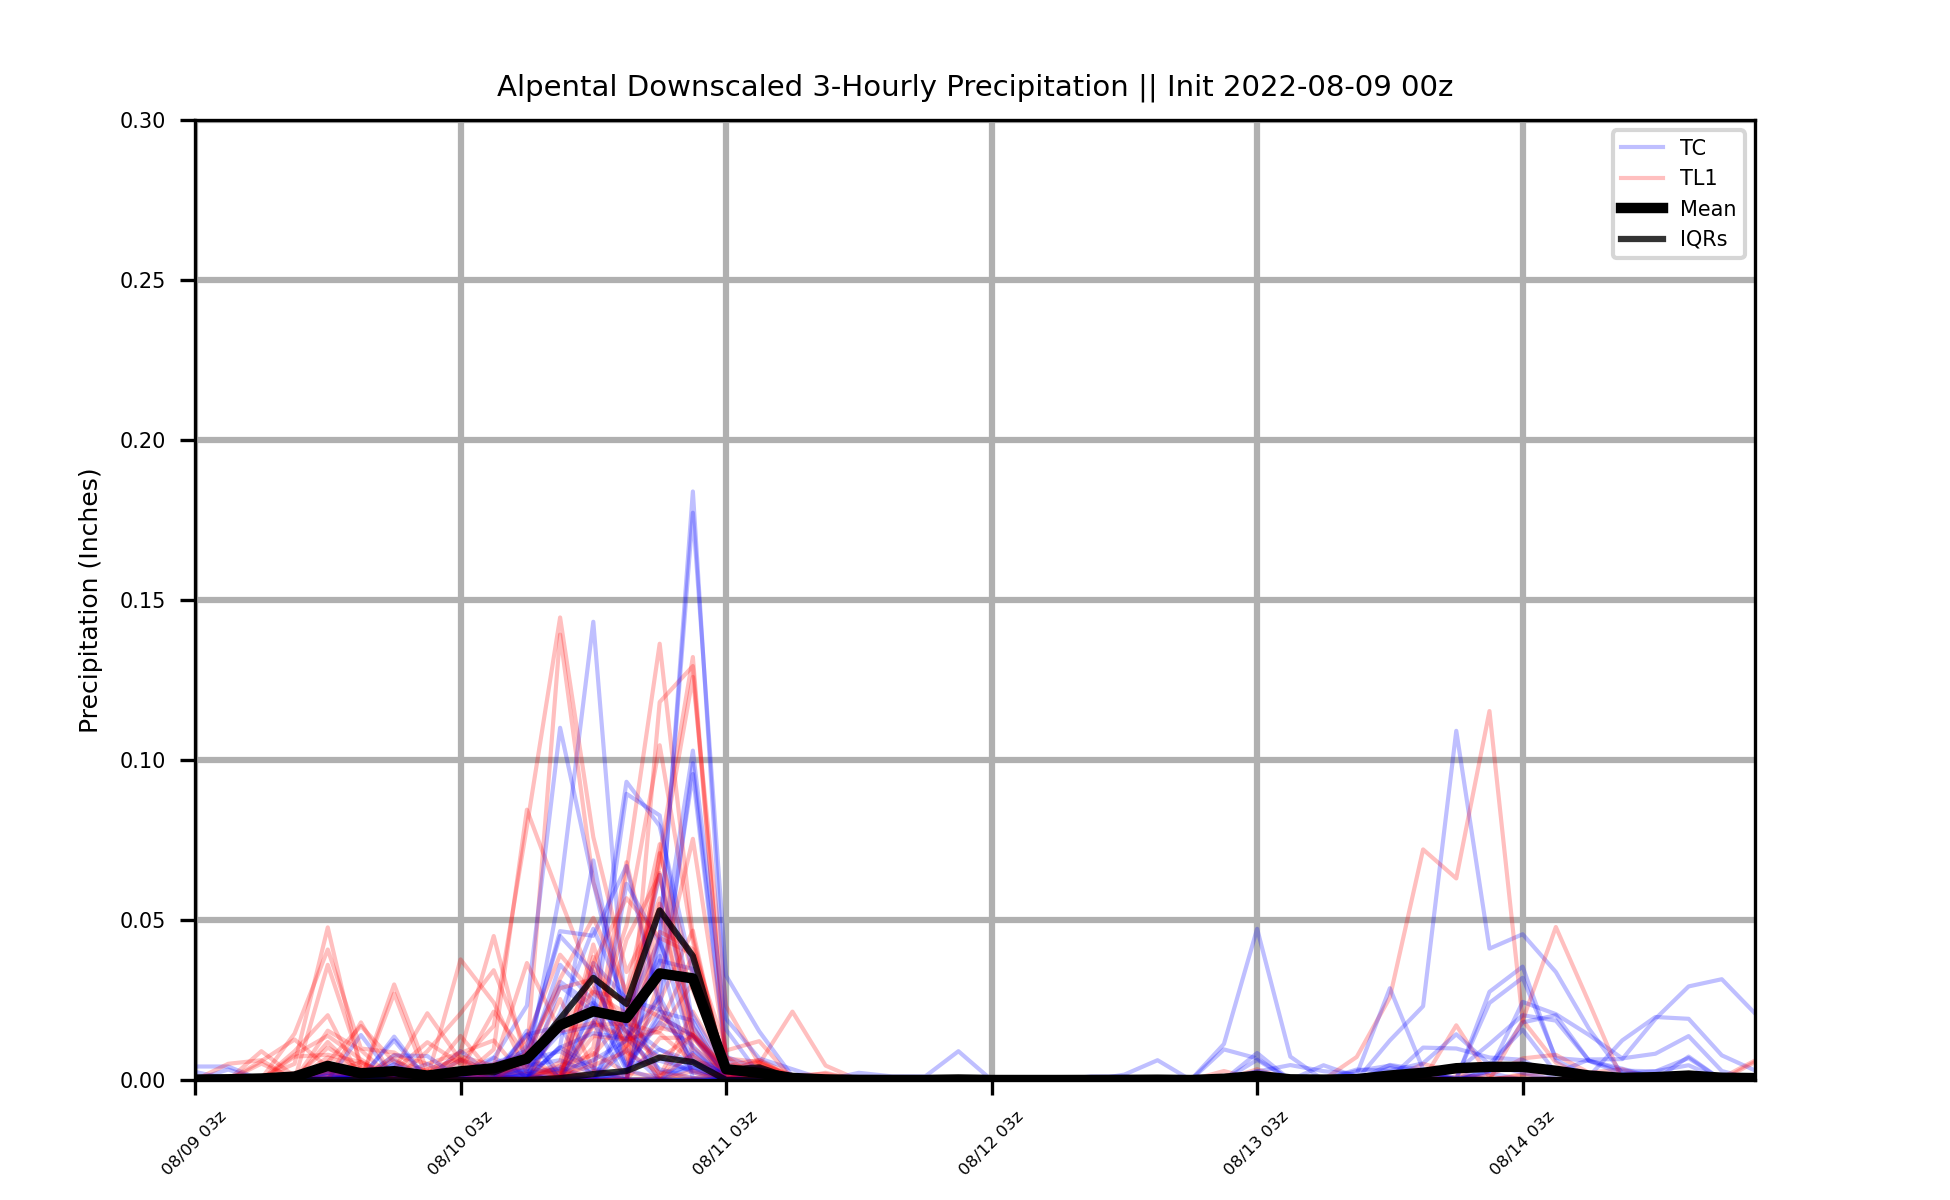 Alpental Downscaled 3-Hourly Precipitation || Init 2022-08-09 00z
TC
TL1
Mean
IQRs
Precipitation (Inches)
0.30
0.25
0.20
0.15
0.10
0.05
0.00
08/09 03z
08/10 03z
08/11 03z
08/12 03z
08/13 03z
08/14 03z